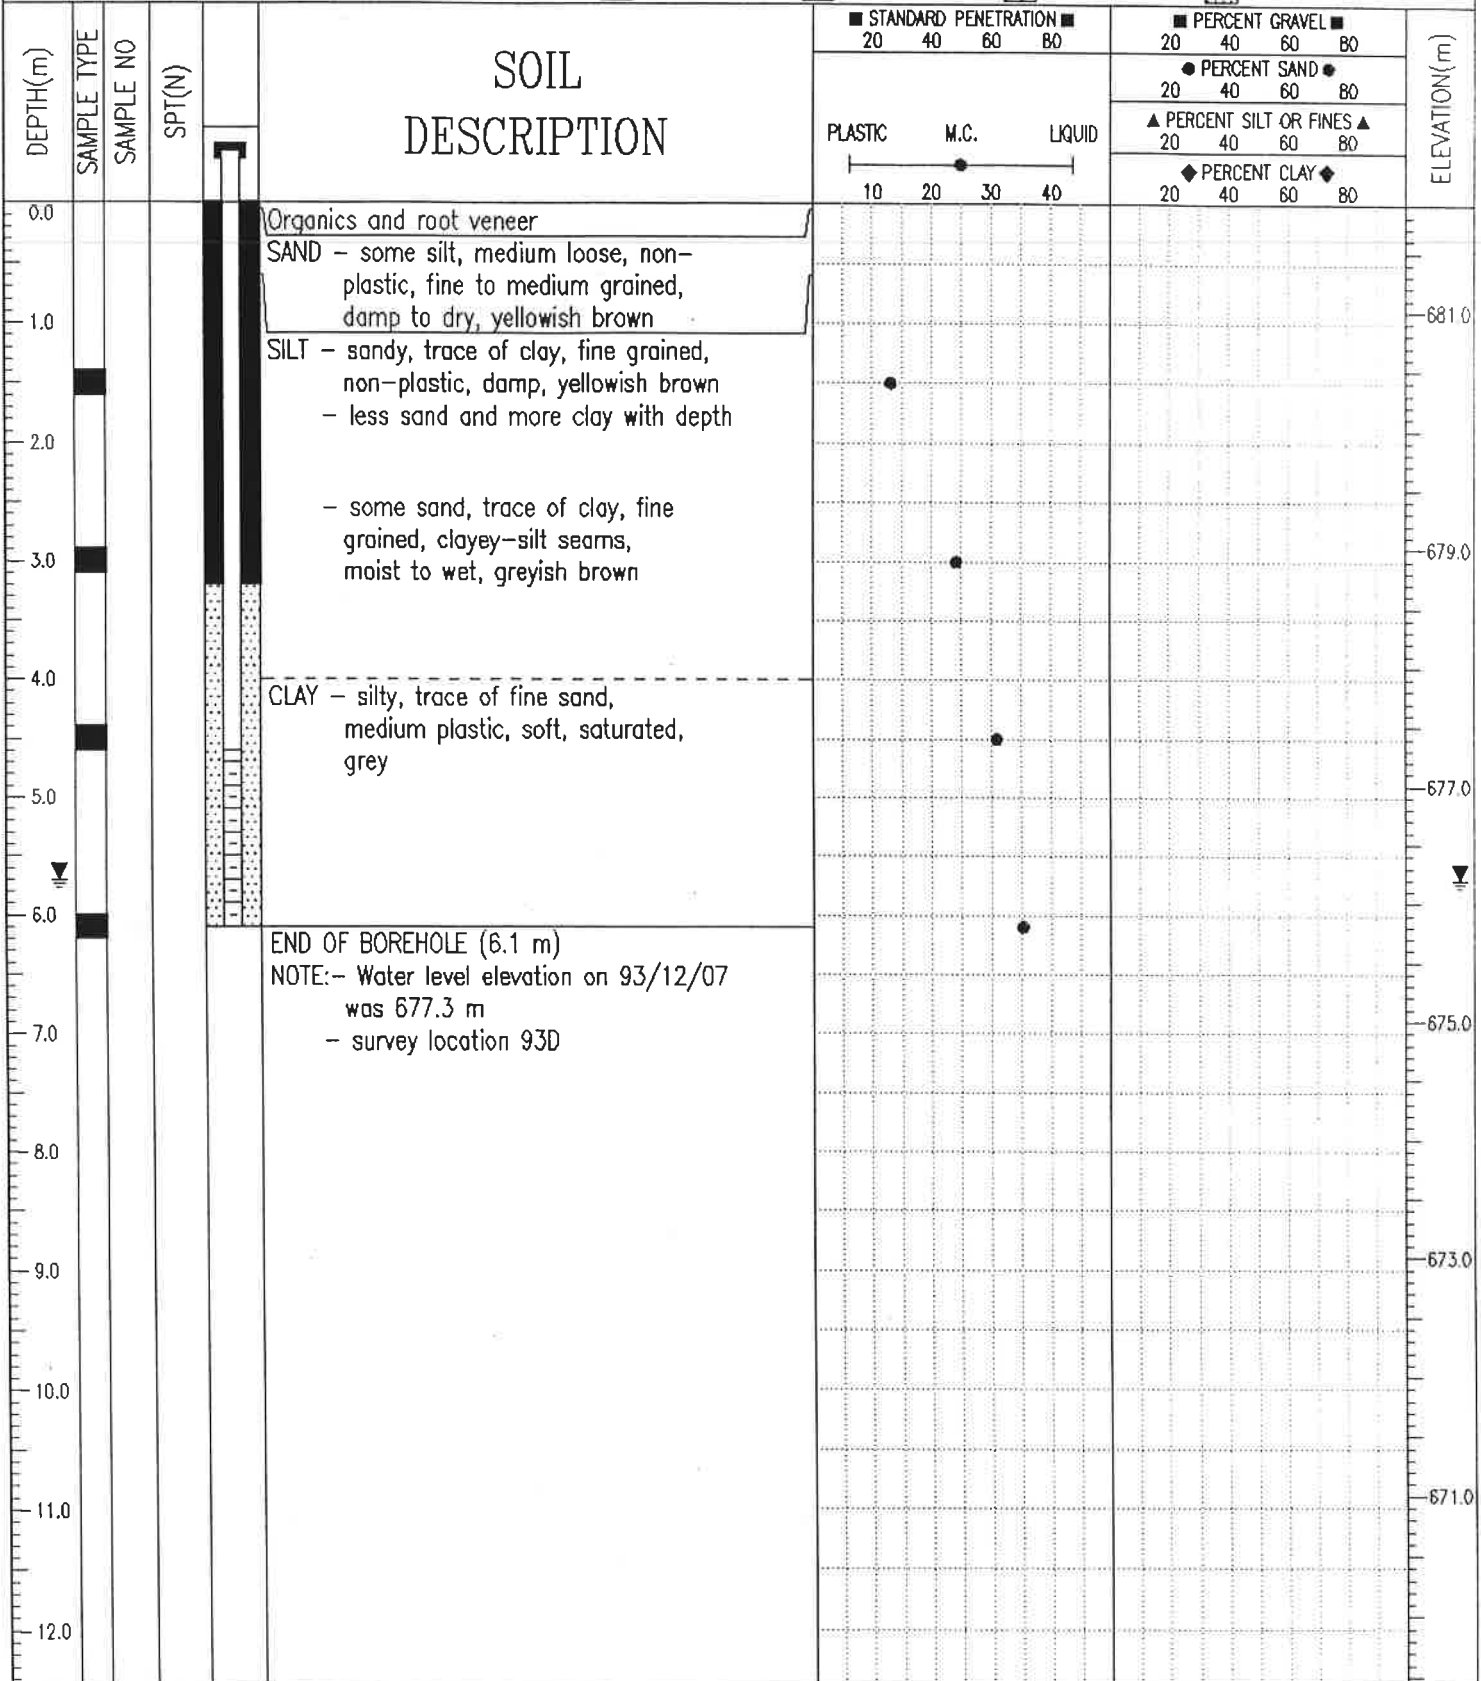 DEPTH(m)
SAMPLE TYPE
SAMPLE NO
SPT(N)
SOIL
DESCRIPTION
■ STANDARD PENETRATION ■
20 40 60 80
PLASTIC M.C. LIQUID
10 20 30 40
■ PERCENT GRAVEL ■
20 40 60 80
● PERCENT SAND ●
20 40 60 80
▲ PERCENT SILT OR FINES ▲
20 40 60 80
◆ PERCENT CLAY ◆
20 40 60 80
ELEVATION(m)
0.0
1.0
2.0
3.0
4.0
5.0
6.0
7.0
8.0
9.0
10.0
11.0
12.0
Organics and root veneer
SAND – some silt, medium loose, non-
plastic, fine to medium grained,
damp to dry, yellowish brown
SILT – sandy, trace of clay, fine grained,
non-plastic, damp, yellowish brown
– less sand and more clay with depth
– some sand, trace of clay, fine
grained, clayey-silt seams,
moist to wet, greyish brown
CLAY – silty, trace of fine sand,
medium plastic, soft, saturated,
grey
END OF BOREHOLE (6.1 m)
NOTE:– Water level elevation on 93/12/07
was 677.3 m
– survey location 93D
681.0
679.0
677.0
675.0
673.0
671.0